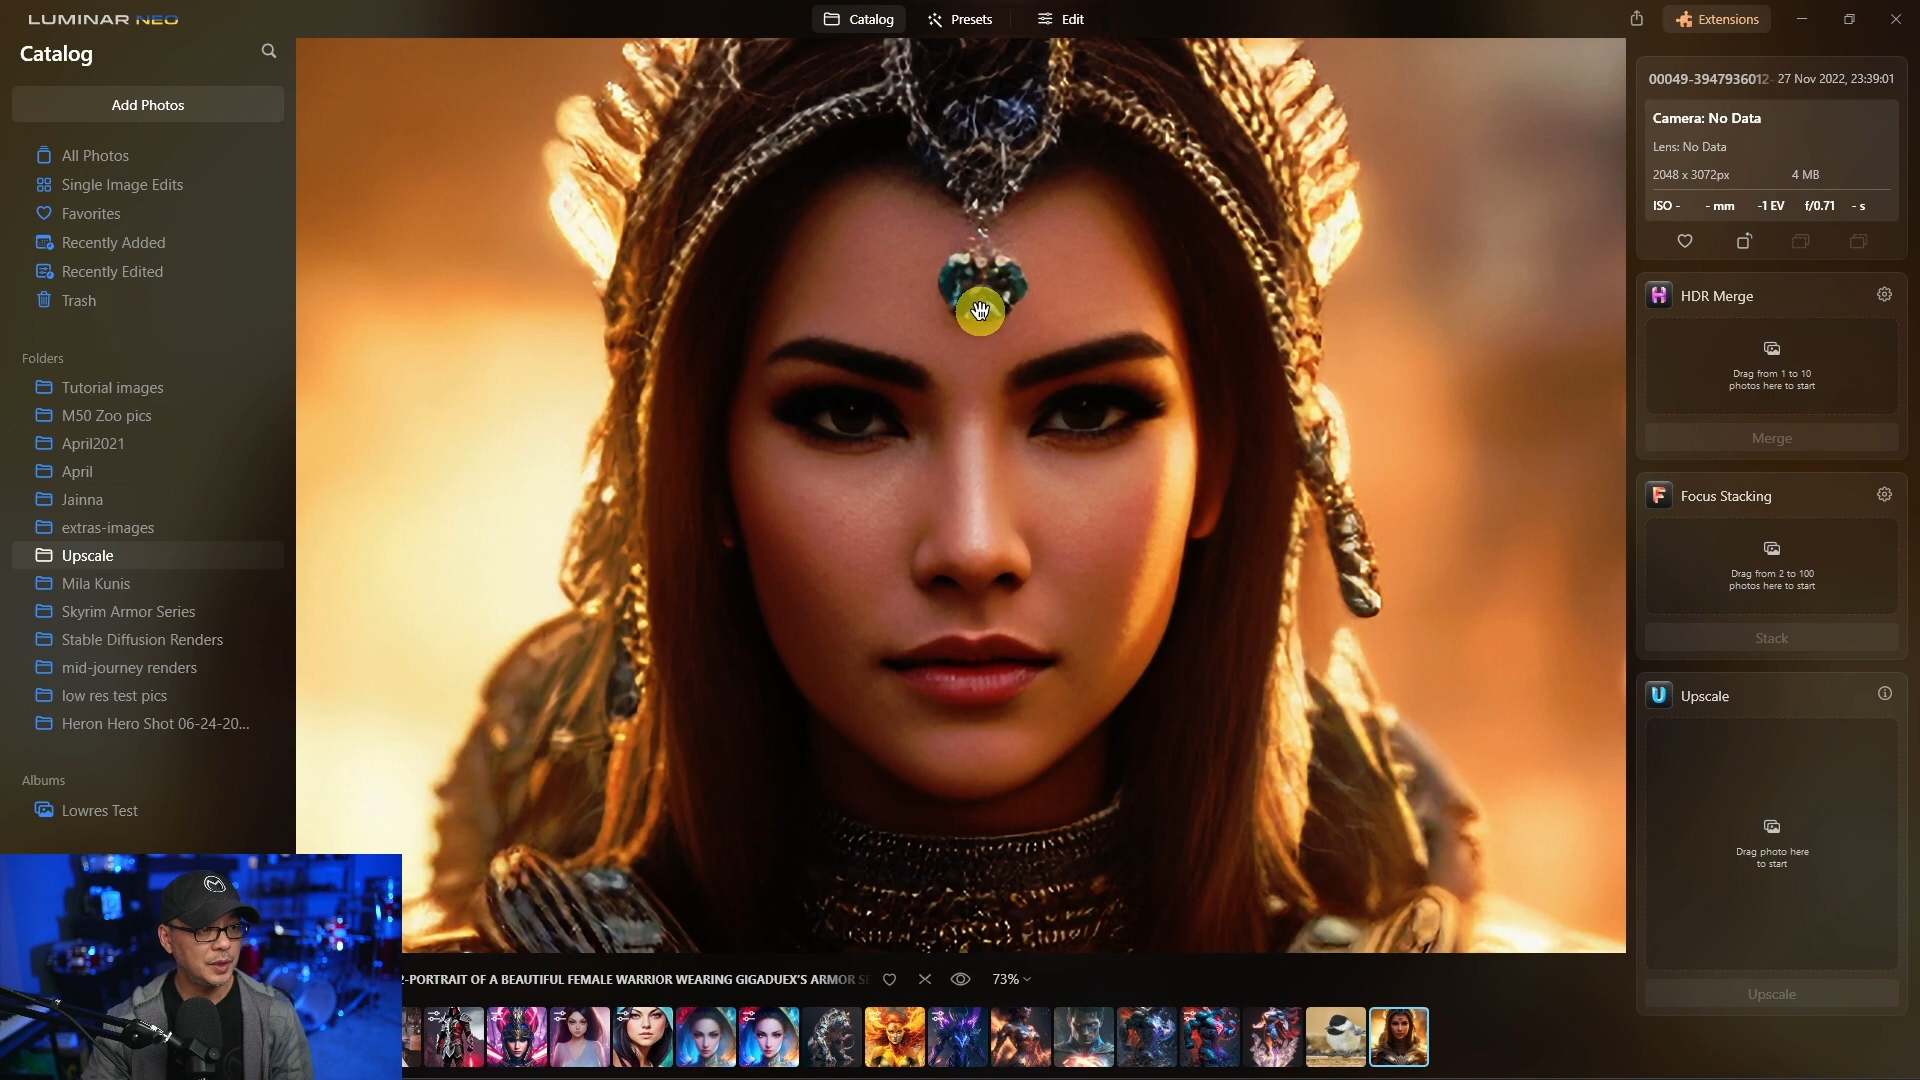 LUMINAR NEO
Catalog
Presets
Edit
Extensions
Catalog
Add Photos
All Photos
Single Image Edits
Favorites
Recently Added
Recently Edited
Trash
Folders
Tutorial images
M50 Zoo pics
April2021
April
Jainna
extras-images
Upscale
Mila Kunis
Skyrim Armor Series
Stable Diffusion Renders
mid-journey renders
low res test pics
Heron Hero Shot 06-24-20...
Albums
Lowres Test
00049-3947936012- 27 Nov 2022, 23:39:01
Camera: No Data
Lens: No Data
2048 x 3072px 4 MB
ISO - - mm -1 EV f/0.71 - s
HDR Merge
Drag from 1 to 10
photos here to start
Merge
Focus Stacking
Drag from 2 to 100
photos here to start
Stack
Upscale
Drag photo here
to start
Upscale
2-PORTRAIT OF A BEAUTIFUL FEMALE WARRIOR WEARING GIGADUEX'S ARMOR SE
73%